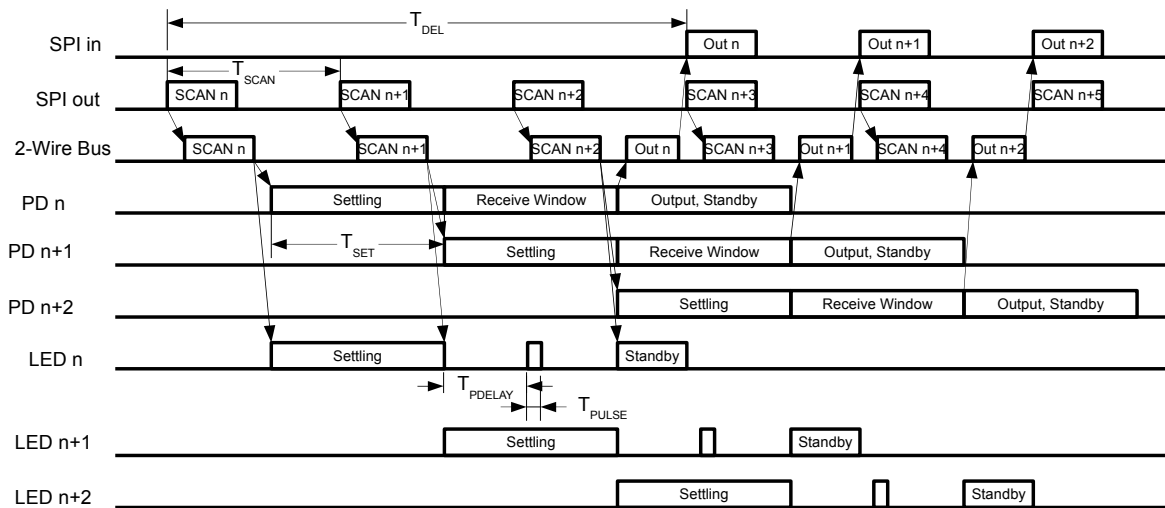 T_DEL
SPI in
Out n
Out n+1
Out n+2
T_SCAN
SPI out
SCAN n
SCAN n+1
SCAN n+2
SCAN n+3
SCAN n+4
SCAN n+5
2-Wire Bus
SCAN n
SCAN n+1
SCAN n+2
Out n
SCAN n+3
Out n+1
SCAN n+4
Out n+2
PD n
Settling
Receive Window
Output, Standby
PD n+1
T_SET
Settling
Receive Window
Output, Standby
PD n+2
Settling
Receive Window
Output, Standby
LED n
Settling
Standby
T_PDELAY
T_PULSE
LED n+1
Settling
Standby
LED n+2
Settling
Standby